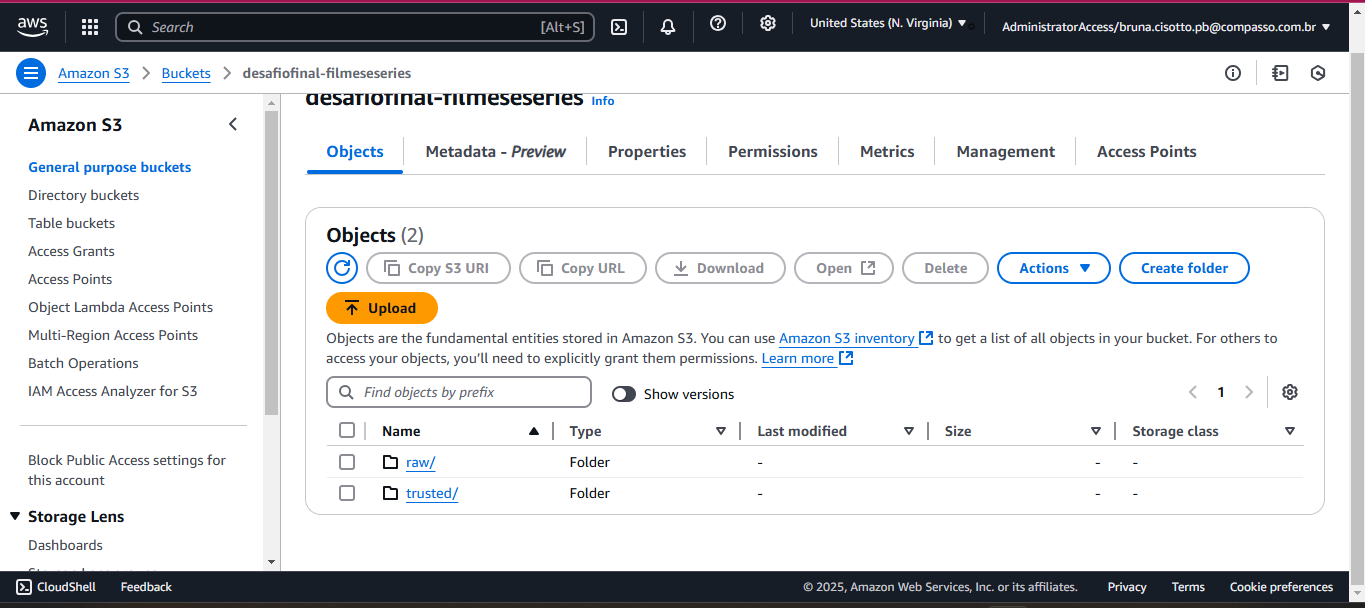 aws Search [Alt+S] United States (N. Virginia) ▼ AdministratorAccess/bruna.cisotto.pb@compasso.com.br ▼
Amazon S3 > Buckets > desafiofinal-filmeseseries
Amazon S3
General purpose buckets
Directory buckets
Table buckets
Access Grants
Access Points
Object Lambda Access Points
Multi-Region Access Points
Batch Operations
IAM Access Analyzer for S3
Block Public Access settings for
this account
Storage Lens
Dashboards
desafiofinal-filmeseseries Info
Objects Metadata - Preview Properties Permissions Metrics Management Access Points
Objects (2)
Copy S3 URI Copy URL Download Open Delete Actions ▼ Create folder
Upload
Objects are the fundamental entities stored in Amazon S3. You can use Amazon S3 inventory to get a list of all objects in your bucket. For others to
access your objects, you’ll need to explicitly grant them permissions. Learn more
Find objects by prefix Show versions 1
Name Type Last modified Size Storage class
raw/ Folder - - -
trusted/ Folder - - -
CloudShell Feedback © 2025, Amazon Web Services, Inc. or its affiliates. Privacy Terms Cookie preferences